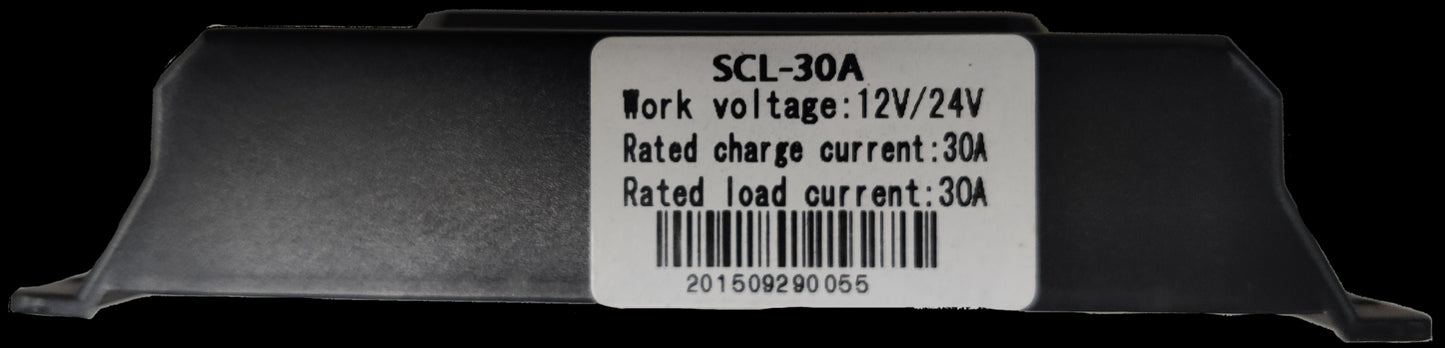 SCL-30A
Work voltage:12V/24V
Rated charge current:30A
Rated load current:30A
201509290055